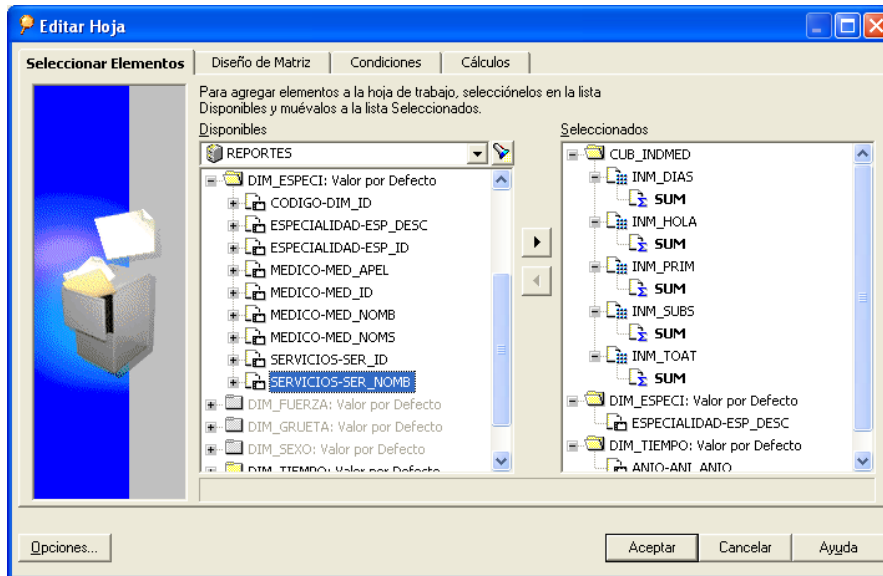 Editar Hoja
Seleccionar Elementos
Diseño de Matriz
Condiciones
Cálculos
Para agregar elementos a la hoja de trabajo, selecciónelos en la lista
Disponibles y muévalos a la lista Seleccionados.
Disponibles
REPORTES
DIM_ESPECI: Valor por Defecto
CODIGO-DIM_ID
ESPECIALIDAD-ESP_DESC
ESPECIALIDAD-ESP_ID
MEDICO-MED_APEL
MEDICO-MED_ID
MEDICO-MED_NOMB
MEDICO-MED_NOMS
SERVICIOS-SER_ID
SERVICIOS-SER_NOMB
DIM_FUERZA: Valor por Defecto
DIM_GRUETA: Valor por Defecto
DIM_SEXO: Valor por Defecto
DIM_TIEMPO: Valor por Defecto
Seleccionados
CUB_INDMED
INM_DIAS
SUM
INM_HOLA
SUM
INM_PRIM
SUM
INM_SUBS
SUM
INM_TOAT
SUM
DIM_ESPECI: Valor por Defecto
ESPECIALIDAD-ESP_DESC
DIM_TIEMPO: Valor por Defecto
ANIO-ANI_ANIO
Opciones...
Aceptar
Cancelar
Ayuda